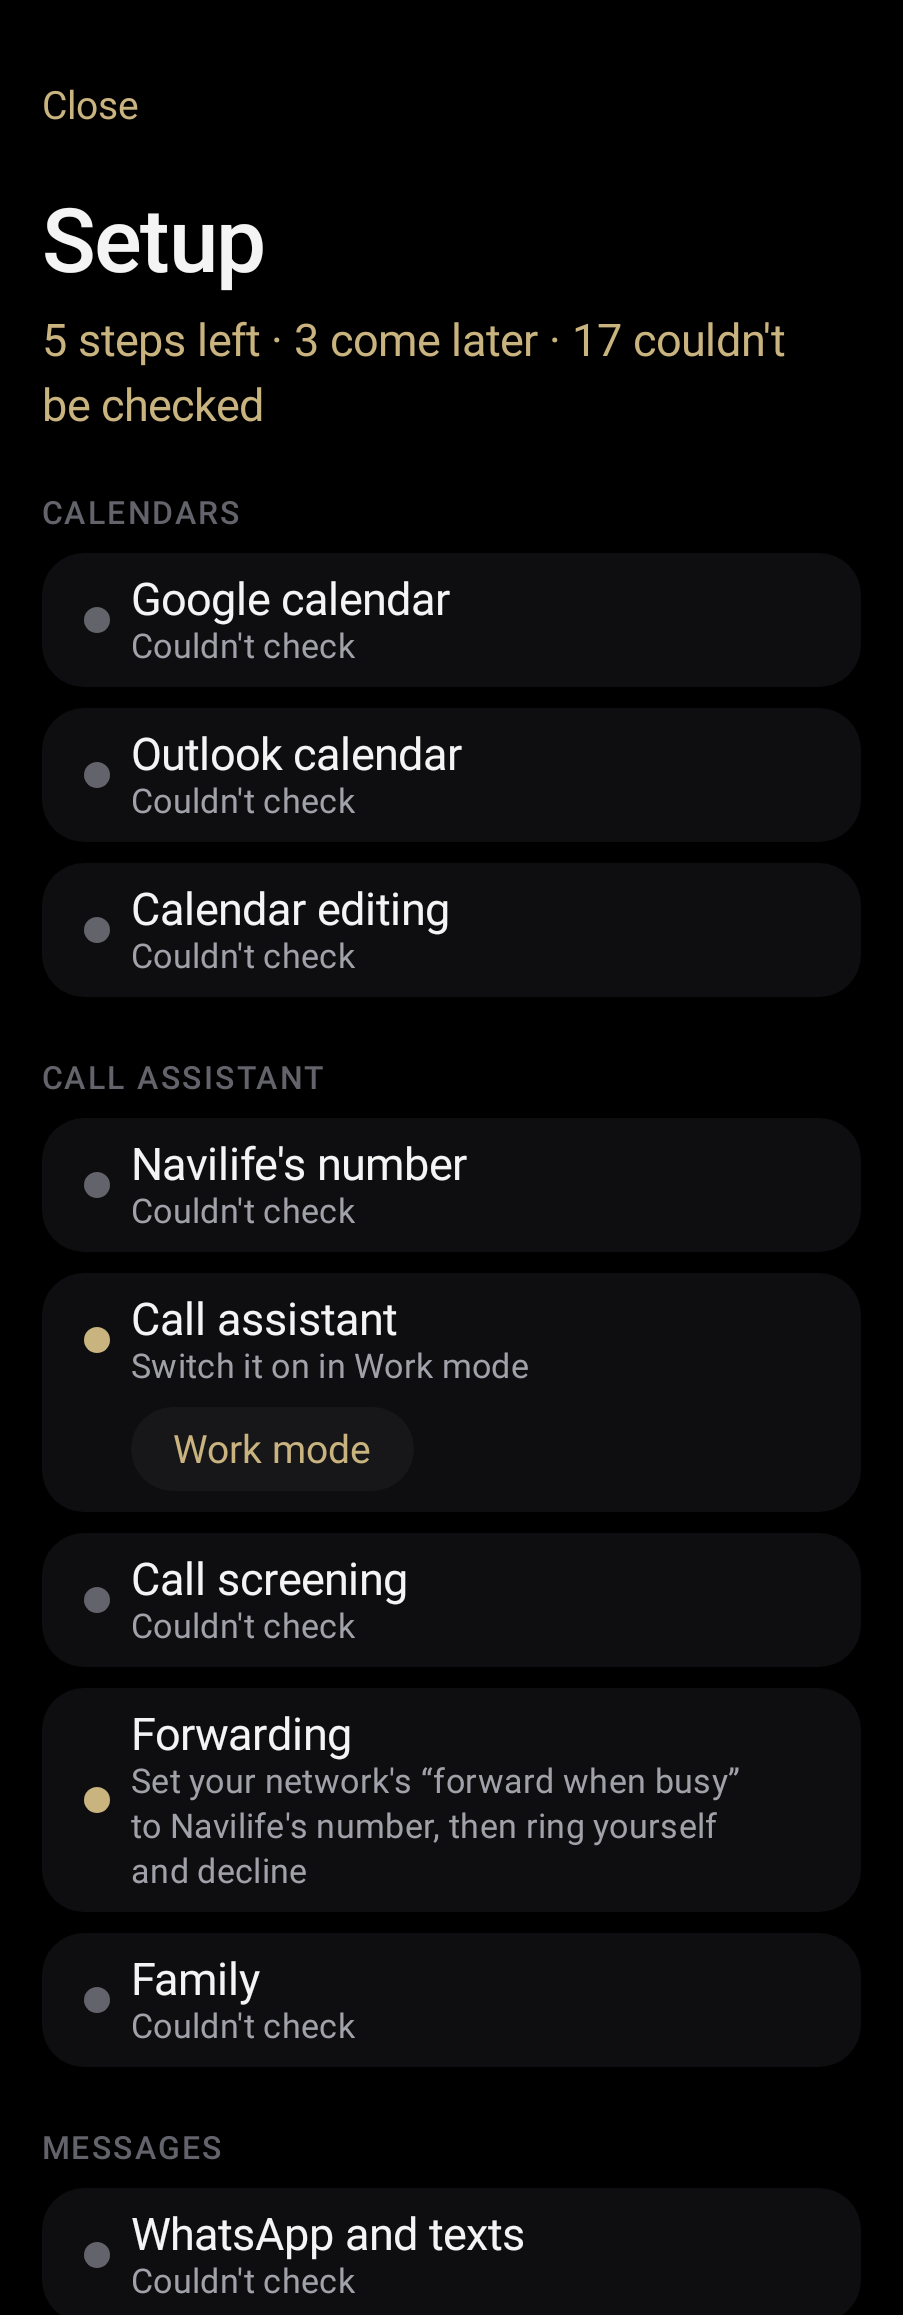 Close
Setup
5 steps left · 3 come later · 17 couldn't
be checked
CALENDARS
Google calendar
Couldn't check
Outlook calendar
Couldn't check
Calendar editing
Couldn't check
CALL ASSISTANT
Navilife's number
Couldn't check
Call assistant
Switch it on in Work mode
Work mode
Call screening
Couldn't check
Forwarding
Set your network's “forward when busy”
to Navilife's number, then ring yourself
and decline
Family
Couldn't check
MESSAGES
WhatsApp and texts
Couldn't check